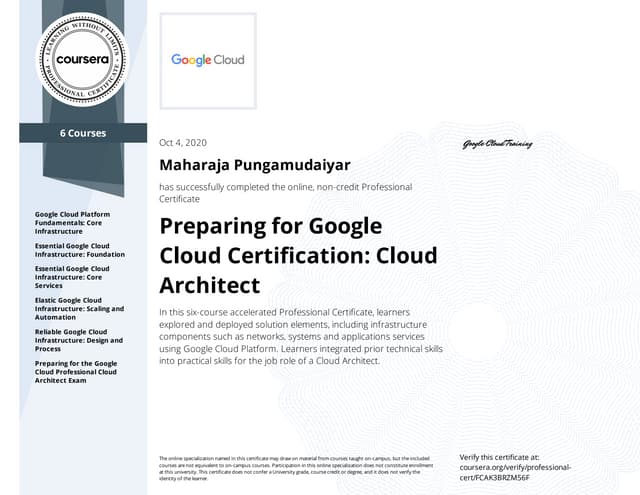 LEARNING WITHOUT LIMITS
coursera
PROFESSIONAL CERTIFICATE
6 Courses
Google Cloud Platform
Fundamentals: Core
Infrastructure
Essential Google Cloud
Infrastructure: Foundation
Essential Google Cloud
Infrastructure: Core
Services
Elastic Google Cloud
Infrastructure: Scaling and
Automation
Reliable Google Cloud
Infrastructure: Design and
Process
Preparing for the Google
Cloud Professional Cloud
Architect Exam
Google Cloud
Oct 4, 2020
Maharaja Pungamudaiyar
has successfully completed the online, non-credit Professional
Certificate
Preparing for Google
Cloud Certification: Cloud
Architect
In this six-course accelerated Professional Certificate, learners
explored and deployed solution elements, including infrastructure
components such as networks, systems and applications services
using Google Cloud Platform. Learners integrated prior technical skills
into practical skills for the job role of a Cloud Architect.
Google Cloud Training
The online specialization named in this certificate may draw on material from courses taught on-campus, but the included
courses are not equivalent to on-campus courses. Participation in this online specialization does not constitute enrollment
at this university. This certificate does not confer a University grade, course credit or degree, and it does not verify the
identity of the learner.
Verify this certificate at:
coursera.org/verify/professional-
cert/FCAK3BRZM56F